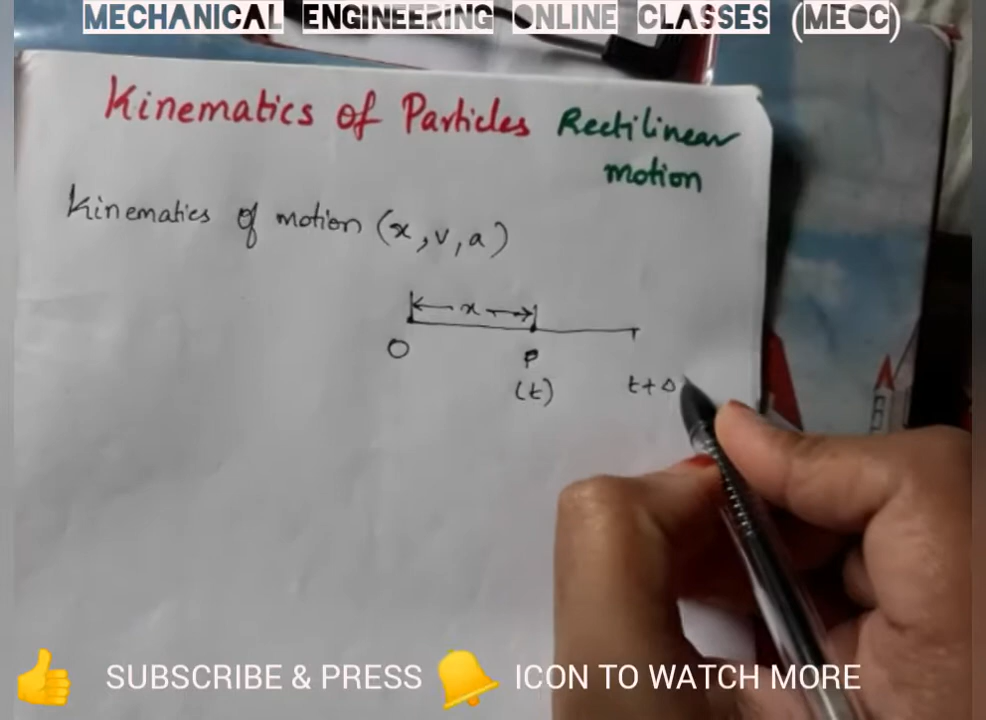 MECHANICAL ENGINEERING ONLINE CLASSES (MEOC)
Kinematics of Particles Rectilinear
motion
Kinematics of motion (x, v, a)
x
O P
(t) t+Δ
SUBSCRIBE & PRESS ICON TO WATCH MORE